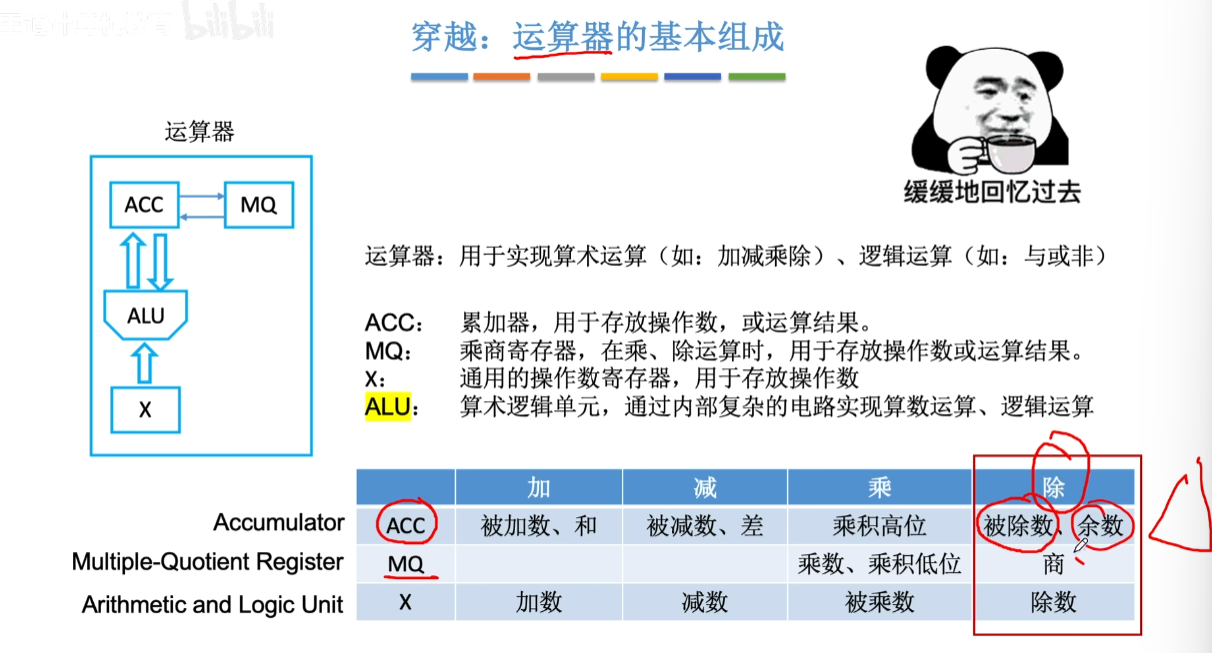 bilibili
穿越：运算器的基本组成
缓缓地回忆过去
运算器
ACC
MQ
ALU
X
运算器：用于实现算术运算（如：加减乘除）、逻辑运算（如：与或非）
ACC： 累加器，用于存放操作数，或运算结果。
MQ： 乘商寄存器，在乘、除运算时，用于存放操作数或运算结果。
X： 通用的操作数寄存器，用于存放操作数
ALU： 算术逻辑单元，通过内部复杂的电路实现算数运算、逻辑运算
加 减 乘 除
Accumulator ACC 被加数、和 被减数、差 乘积高位 被除数、余数
Multiple-Quotient Register MQ 乘数、乘积低位 商
Arithmetic and Logic Unit X 加数 减数 被乘数 除数